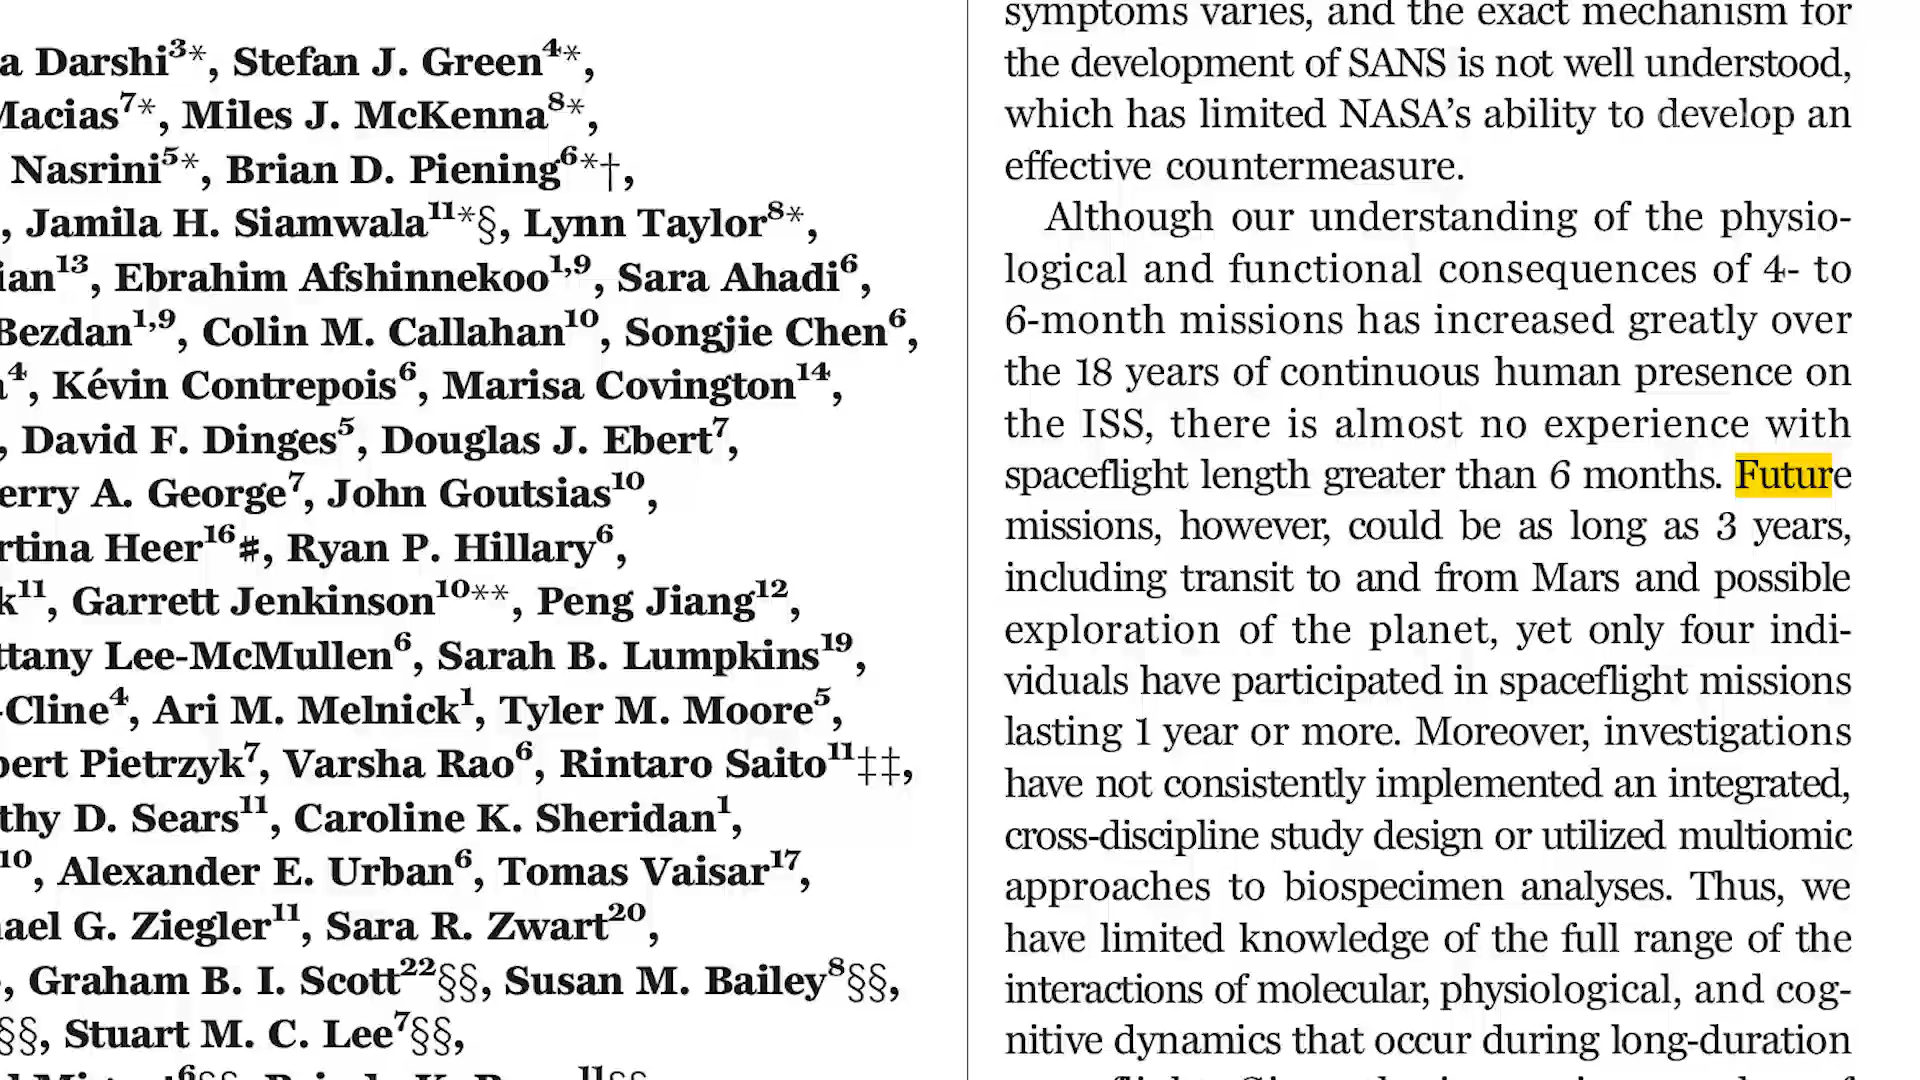 a Darshi³*, Stefan J. Green⁴*,
Macias⁷*, Miles J. McKenna⁸*,
Nasrini⁵*, Brian D. Piening⁶*†,
, Jamila H. Siamwala¹¹*§, Lynn Taylor⁸*,
ian¹³, Ebrahim Afshinnekoo¹,⁹, Sara Ahadi⁶,
Bezdan¹,⁹, Colin M. Callahan¹⁰, Songjie Chen⁶,
⁴, Kévin Contrepois⁶, Marisa Covington¹⁴,
, David F. Dinges⁵, Douglas J. Ebert⁷,
erry A. George⁷, John Goutsias¹⁰,
rtina Heer¹⁶♯, Ryan P. Hillary⁶,
k¹¹, Garrett Jenkinson¹⁰**, Peng Jiang¹²,
ttany Lee-McMullen⁶, Sarah B. Lumpkins¹⁹,
-Cline⁴, Ari M. Melnick¹, Tyler M. Moore⁵,
bert Pietrzyk⁷, Varsha Rao⁶, Rintaro Saito¹¹‡‡,
thy D. Sears¹¹, Caroline K. Sheridan¹,
¹⁰, Alexander E. Urban⁶, Tomas Vaisar¹⁷,
ael G. Ziegler¹¹, Sara R. Zwart²⁰,
, Graham B. I. Scott²²§§, Susan M. Bailey⁸§§,
§§, Stuart M. C. Lee⁷§§,
symptoms varies, and the exact mechanism for
the development of SANS is not well understood,
which has limited NASA’s ability to develop an
effective countermeasure.
Although our understanding of the physio-
logical and functional consequences of 4- to
6-month missions has increased greatly over
the 18 years of continuous human presence on
the ISS, there is almost no experience with
spaceflight length greater than 6 months. Future
missions, however, could be as long as 3 years,
including transit to and from Mars and possible
exploration of the planet, yet only four indi-
viduals have participated in spaceflight missions
lasting 1 year or more. Moreover, investigations
have not consistently implemented an integrated,
cross-discipline study design or utilized multiomic
approaches to biospecimen analyses. Thus, we
have limited knowledge of the full range of the
interactions of molecular, physiological, and cog-
nitive dynamics that occur during long-duration